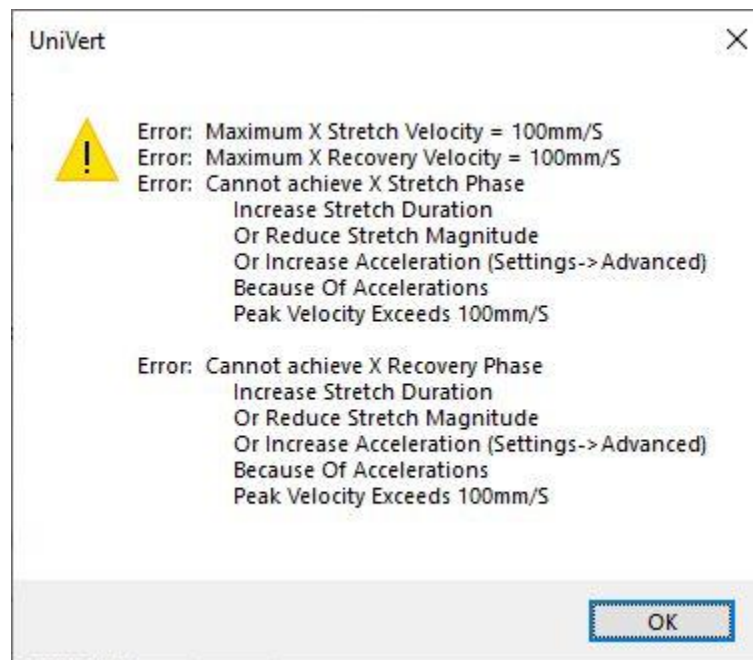 UniVert
Error: Maximum X Stretch Velocity = 100mm/S
Error: Maximum X Recovery Velocity = 100mm/S
Error: Cannot achieve X Stretch Phase
Increase Stretch Duration
Or Reduce Stretch Magnitude
Or Increase Acceleration (Settings->Advanced)
Because Of Accelerations
Peak Velocity Exceeds 100mm/S
Error: Cannot achieve X Recovery Phase
Increase Stretch Duration
Or Reduce Stretch Magnitude
Or Increase Acceleration (Settings->Advanced)
Because Of Accelerations
Peak Velocity Exceeds 100mm/S
OK